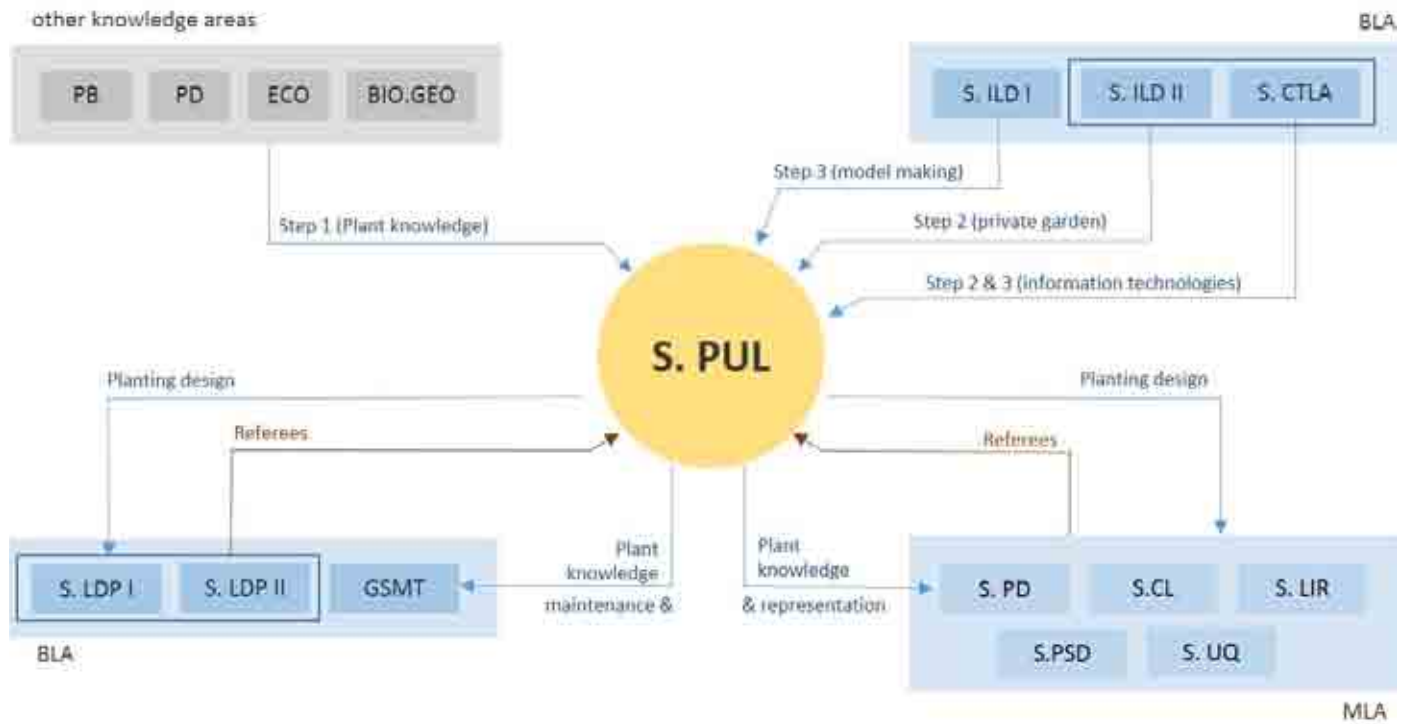 other knowledge areas
BLA
PB
PD
ECO
BIO.GEO
S. ILD I
S. ILD II
S. CTLA
Step 3 (model making)
Step 1 (Plant knowledge)
Step 2 (private garden)
Step 2 & 3 (information technologies)
S. PUL
Planting design
Planting design
Referees
Referees
Plant
knowledge
maintenance &
Plant
knowledge
& representation
S. LDP I
S. LDP II
GSMT
S. PD
S.CL
S. LIR
S.PSD
S. UQ
BLA
MLA